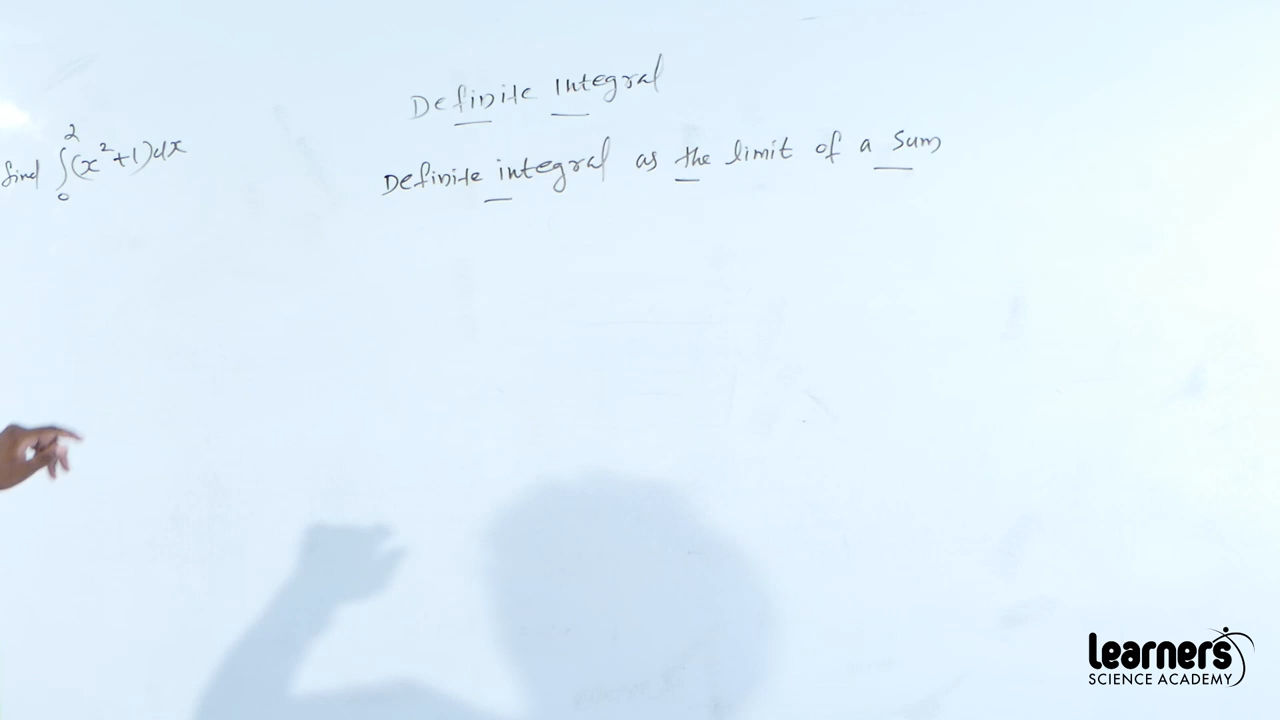 Definite Integral
find ∫₀² (x² + 1) dx
Definite integral as the limit of a sum
Learners
SCIENCE ACADEMY